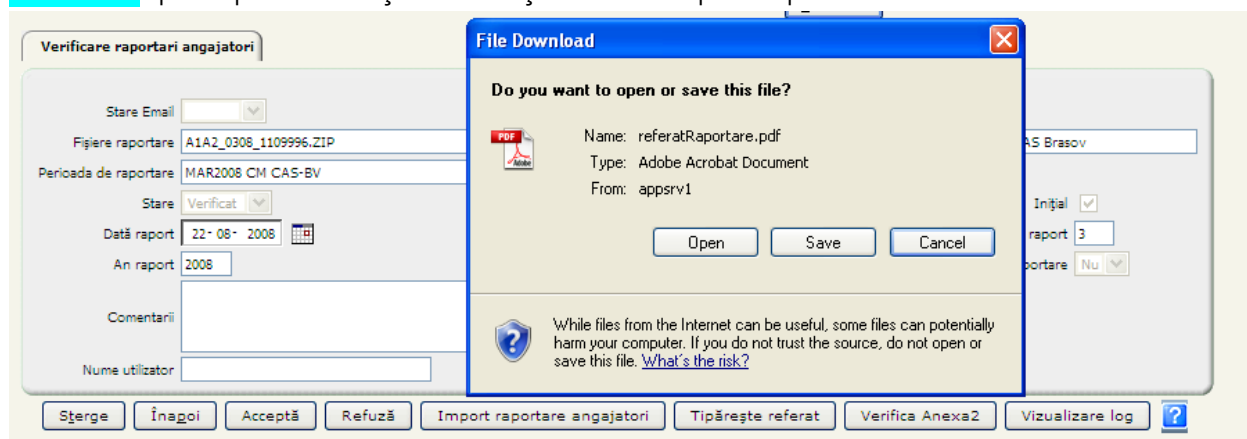 Verificare raportari angajatori
File Download
Do you want to open or save this file?
Name: referatRaportare.pdf
Type: Adobe Acrobat Document
From: appsrv1
Open Save Cancel
While files from the Internet can be useful, some files can potentially
harm your computer. If you do not trust the source, do not open or
save this file. What's the risk?
Stare Email
Fişiere raportare A1A2_0308_1109996.ZIP
AS Brasov
Perioada de raportare MAR2008 CM CAS-BV
Stare Verificat
Iniţial
Dată raport 22- 08- 2008
raport 3
An raport 2008
portare Nu
Comentarii
Nume utilizator
Şterge Înapoi Acceptă Refuză Import raportare angajatori Tipăreşte referat Verifica Anexa2 Vizualizare log ?